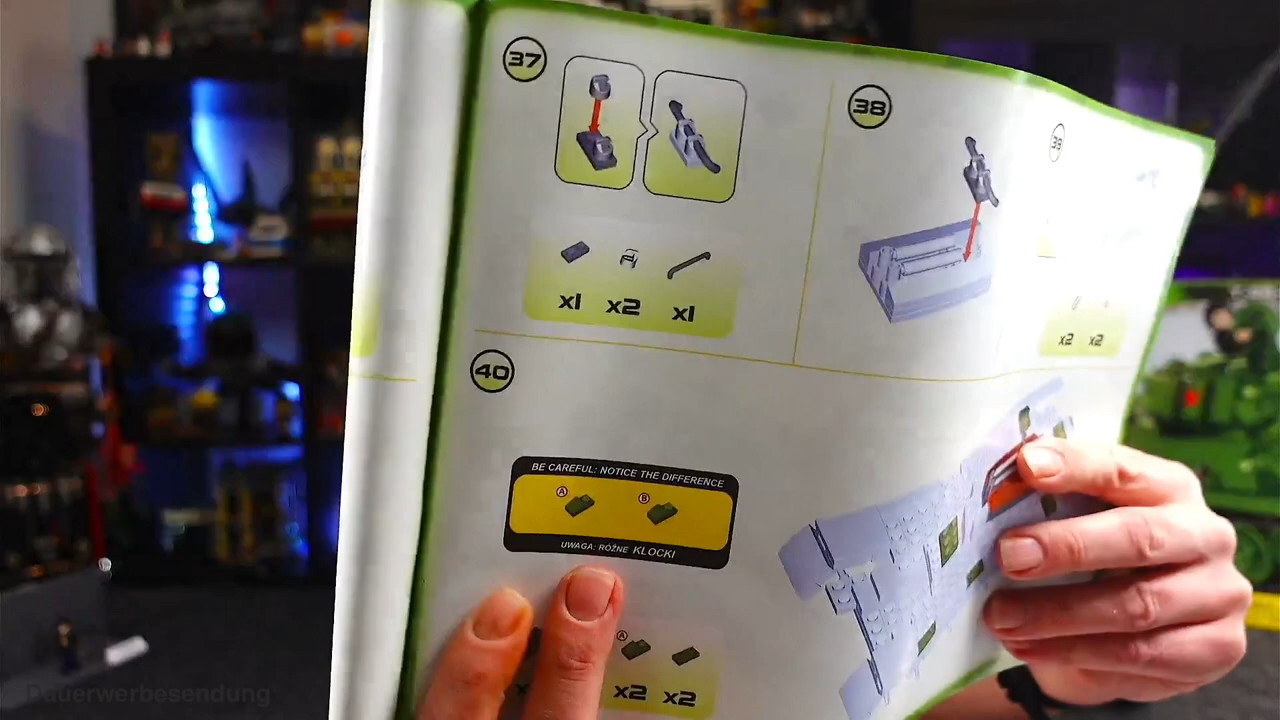 37
38
39
x1 x2 x1
x2 x2
40
BE CAREFUL: NOTICE THE DIFFERENCE
A B
UWAGA: RÓŻNE KLOCKI
A
x2 x2
Dauerwerbesendung